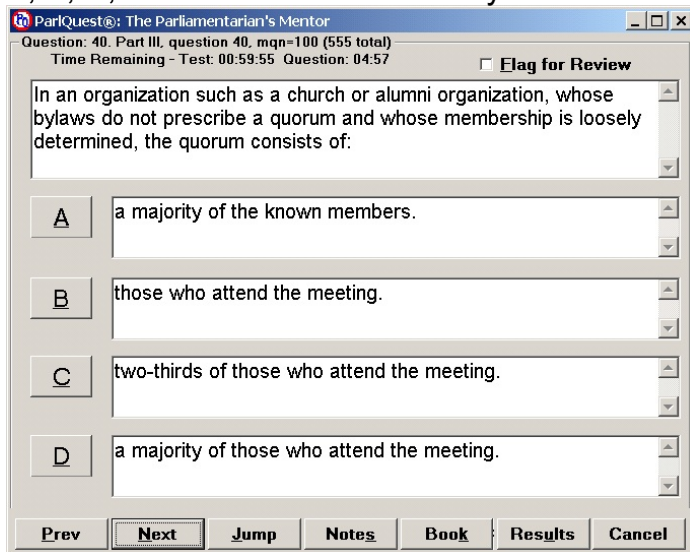 ParlQuest®: The Parliamentarian's Mentor
Question: 40. Part III, question 40, mqn=100 (555 total)
Time Remaining - Test: 00:59:55 Question: 04:57
Flag for Review
In an organization such as a church or alumni organization, whose
bylaws do not prescribe a quorum and whose membership is loosely
determined, the quorum consists of:
A
a majority of the known members.
B
those who attend the meeting.
C
two-thirds of those who attend the meeting.
D
a majority of those who attend the meeting.
Prev Next Jump Notes Book Results Cancel